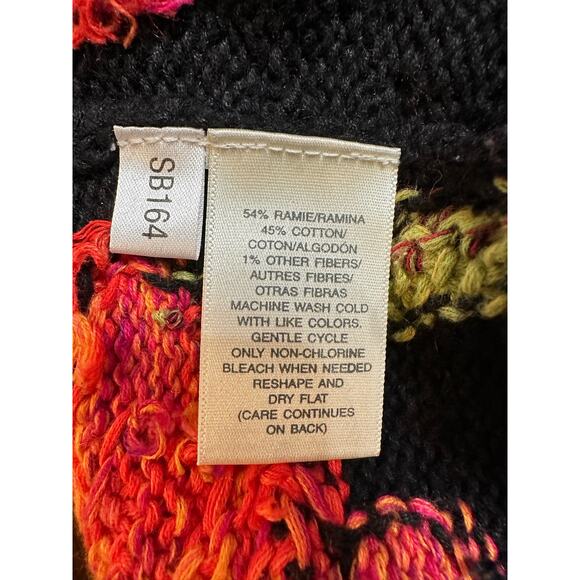 SB164
54% RAMIE/RAMINA
45% COTTON/
COTON/ALGODÓN
1% OTHER FIBERS/
AUTRES FIBRES/
OTRAS FIBRAS
MACHINE WASH COLD
WITH LIKE COLORS.
GENTLE CYCLE
ONLY NON-CHLORINE
BLEACH WHEN NEEDED
RESHAPE AND
DRY FLAT
(CARE CONTINUES
ON BACK)